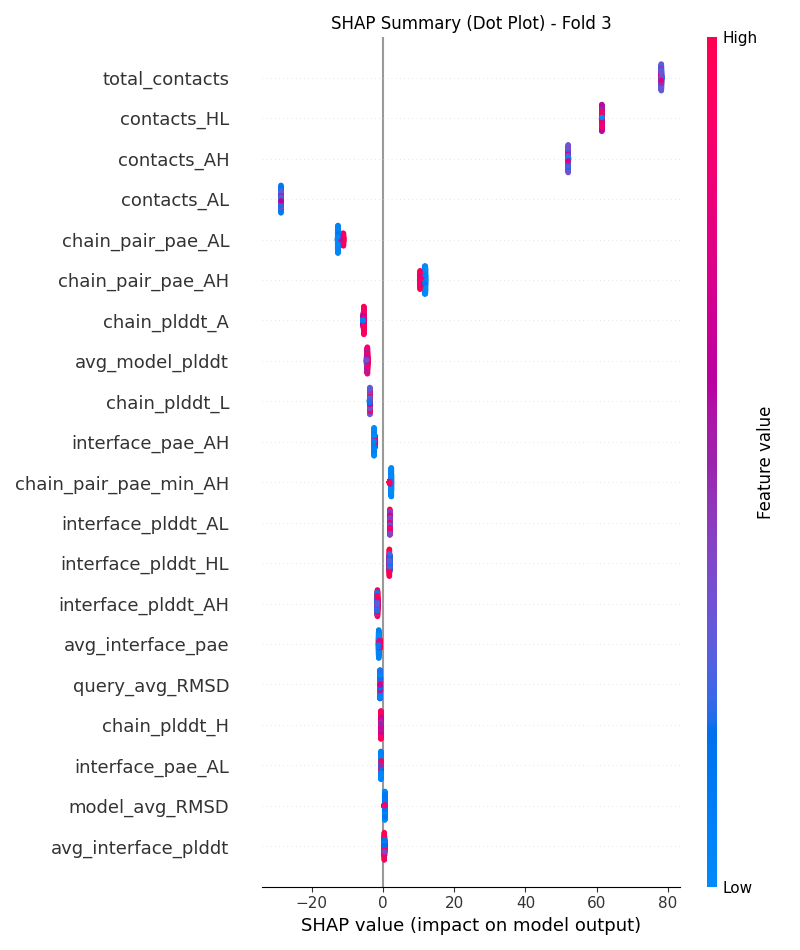 SHAP Summary (Dot Plot) - Fold 3
High
total_contacts
contacts_HL
contacts_AH
contacts_AL
chain_pair_pae_AL
chain_pair_pae_AH
chain_plddt_A
avg_model_plddt
chain_plddt_L
interface_pae_AH
chain_pair_pae_min_AH
interface_plddt_AL
interface_plddt_HL
interface_plddt_AH
avg_interface_pae
query_avg_RMSD
chain_plddt_H
interface_pae_AL
model_avg_RMSD
avg_interface_plddt
Feature value
Low
−20 0 20 40 60 80
SHAP value (impact on model output)